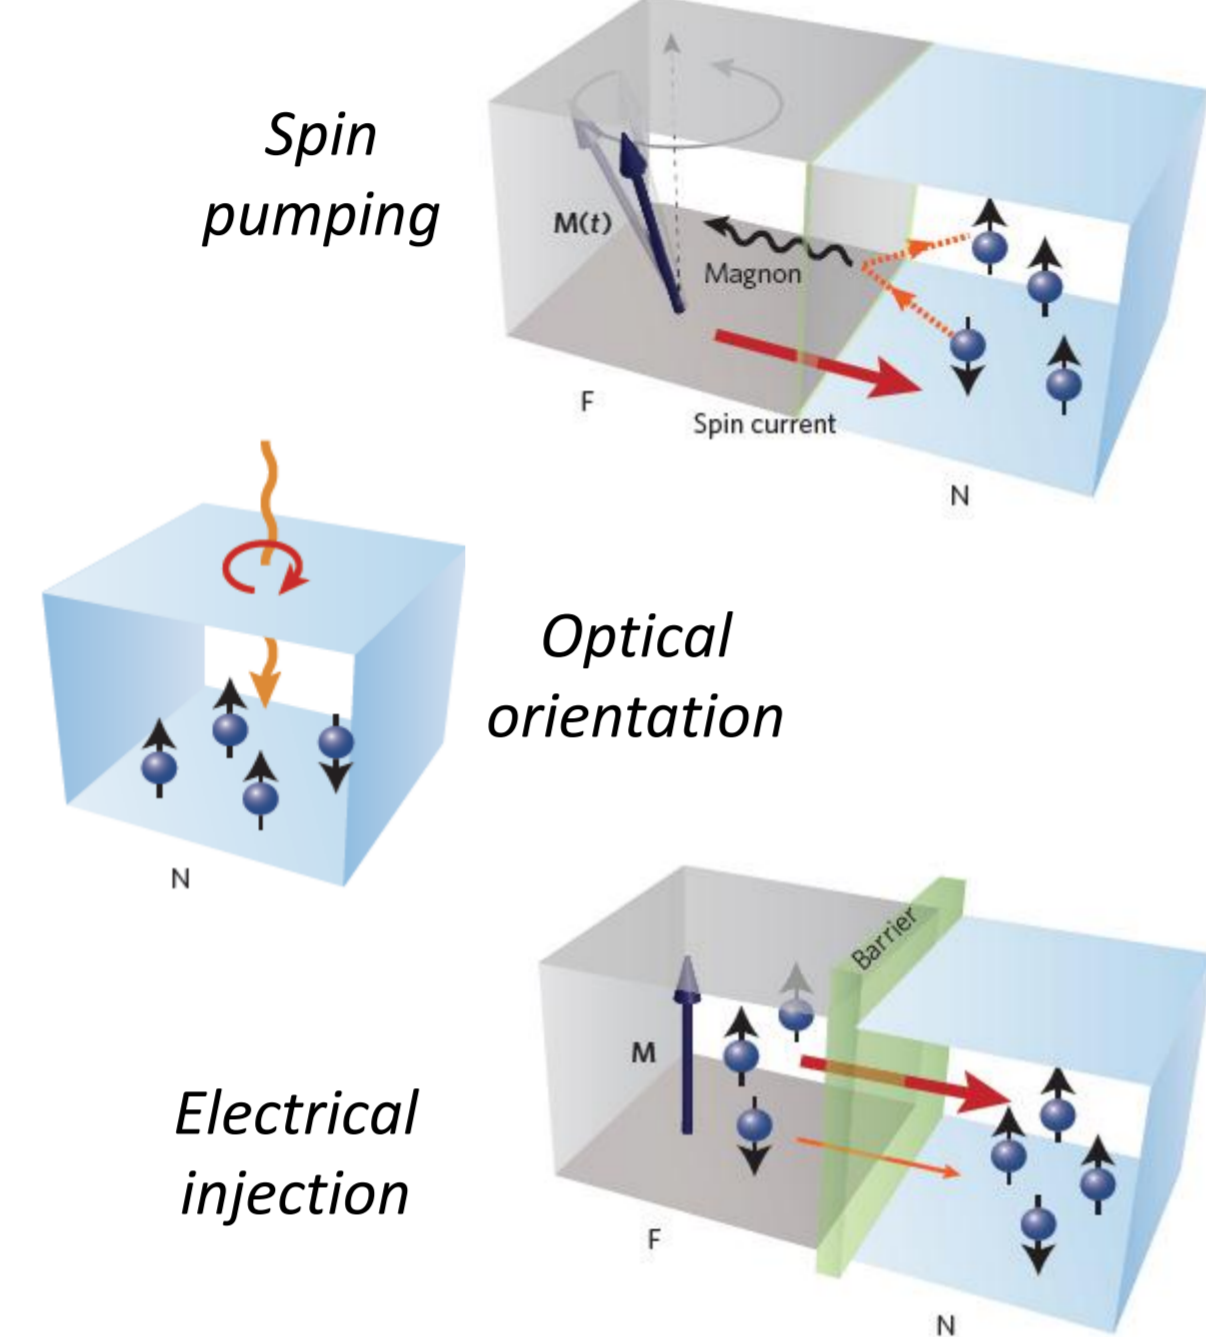 Spin
pumping
M(t)
Magnon
F
Spin current
N
Optical
orientation
N
Barrier
M
Electrical
injection
F
N